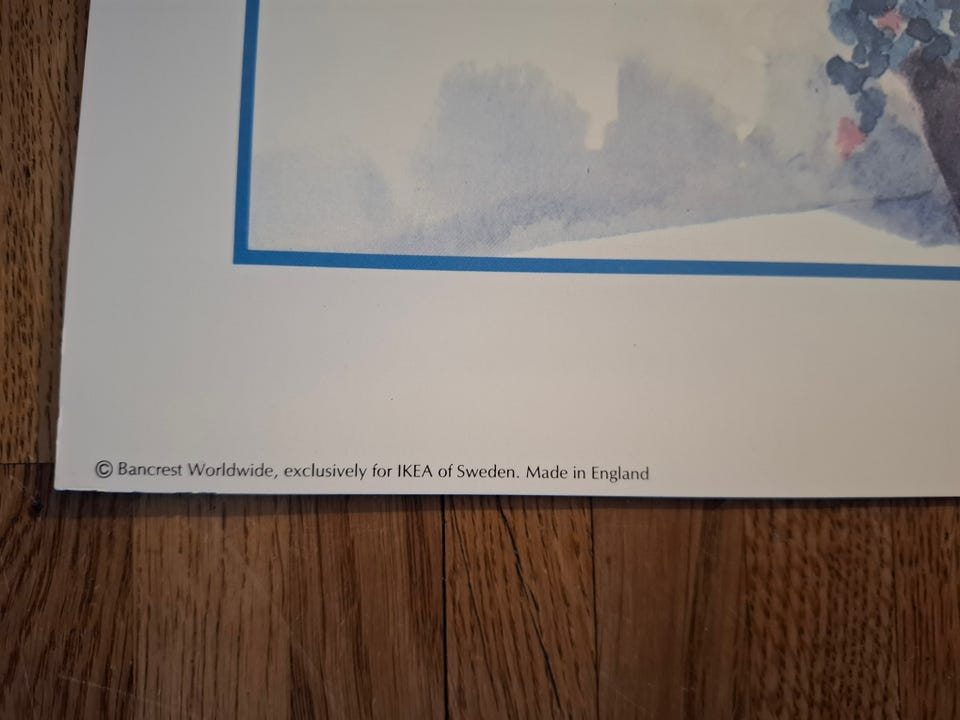 © Bancrest Worldwide, exclusively for IKEA of Sweden. Made in England